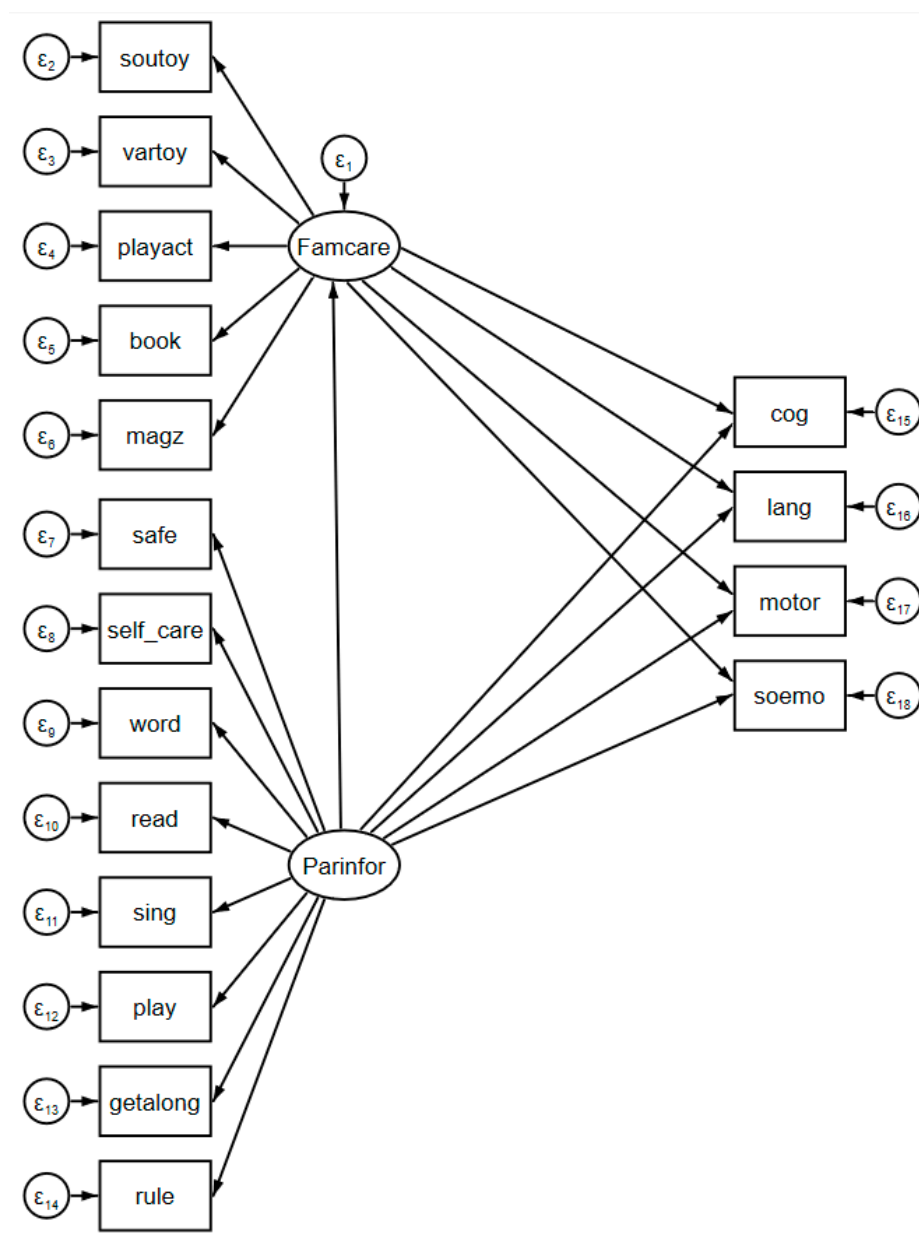 ε2
soutoy
ε3
vartoy
ε1
ε4
playact
Famcare
ε5
book
ε6
magz
cog
ε15
ε7
safe
lang
ε16
ε8
self_care
motor
ε17
ε9
word
soemo
ε18
ε10
read
Parinfor
ε11
sing
ε12
play
ε13
getalong
ε14
rule